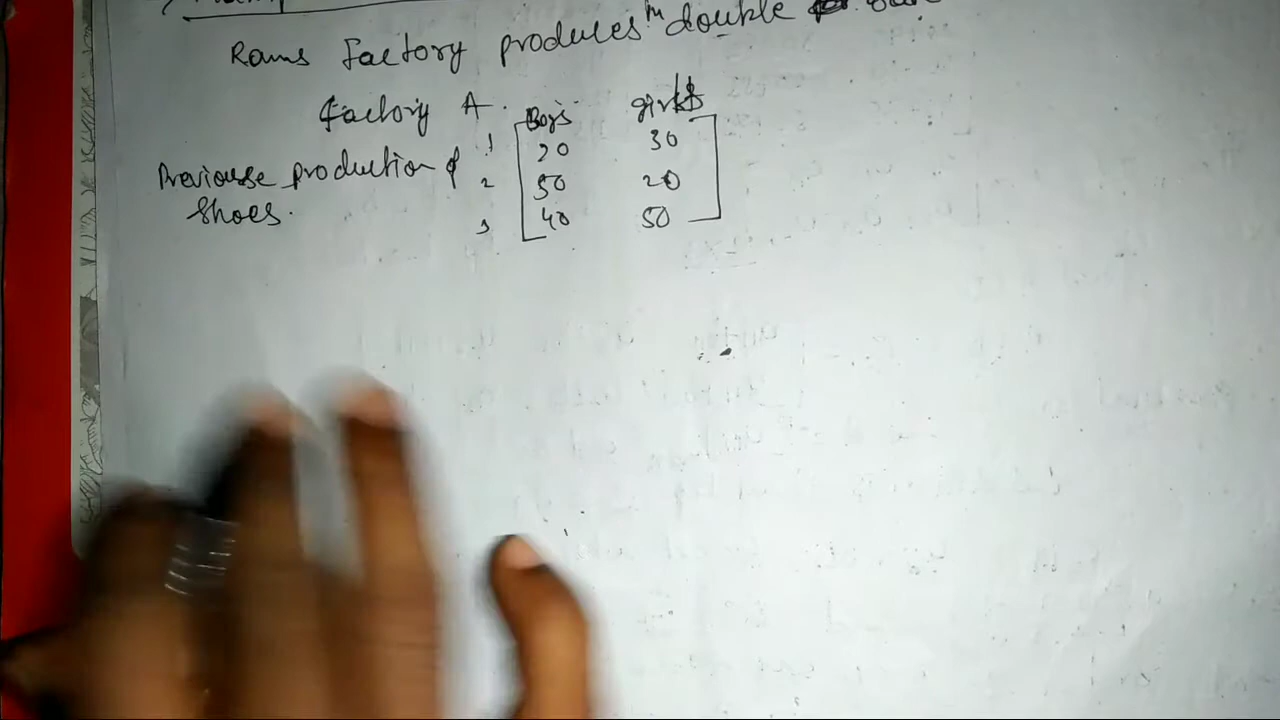 Rams Factory produces in double
Factory A.
Boys girls
1 20 30
Previouse production of
2 50 20
Shoes.
3 40 50